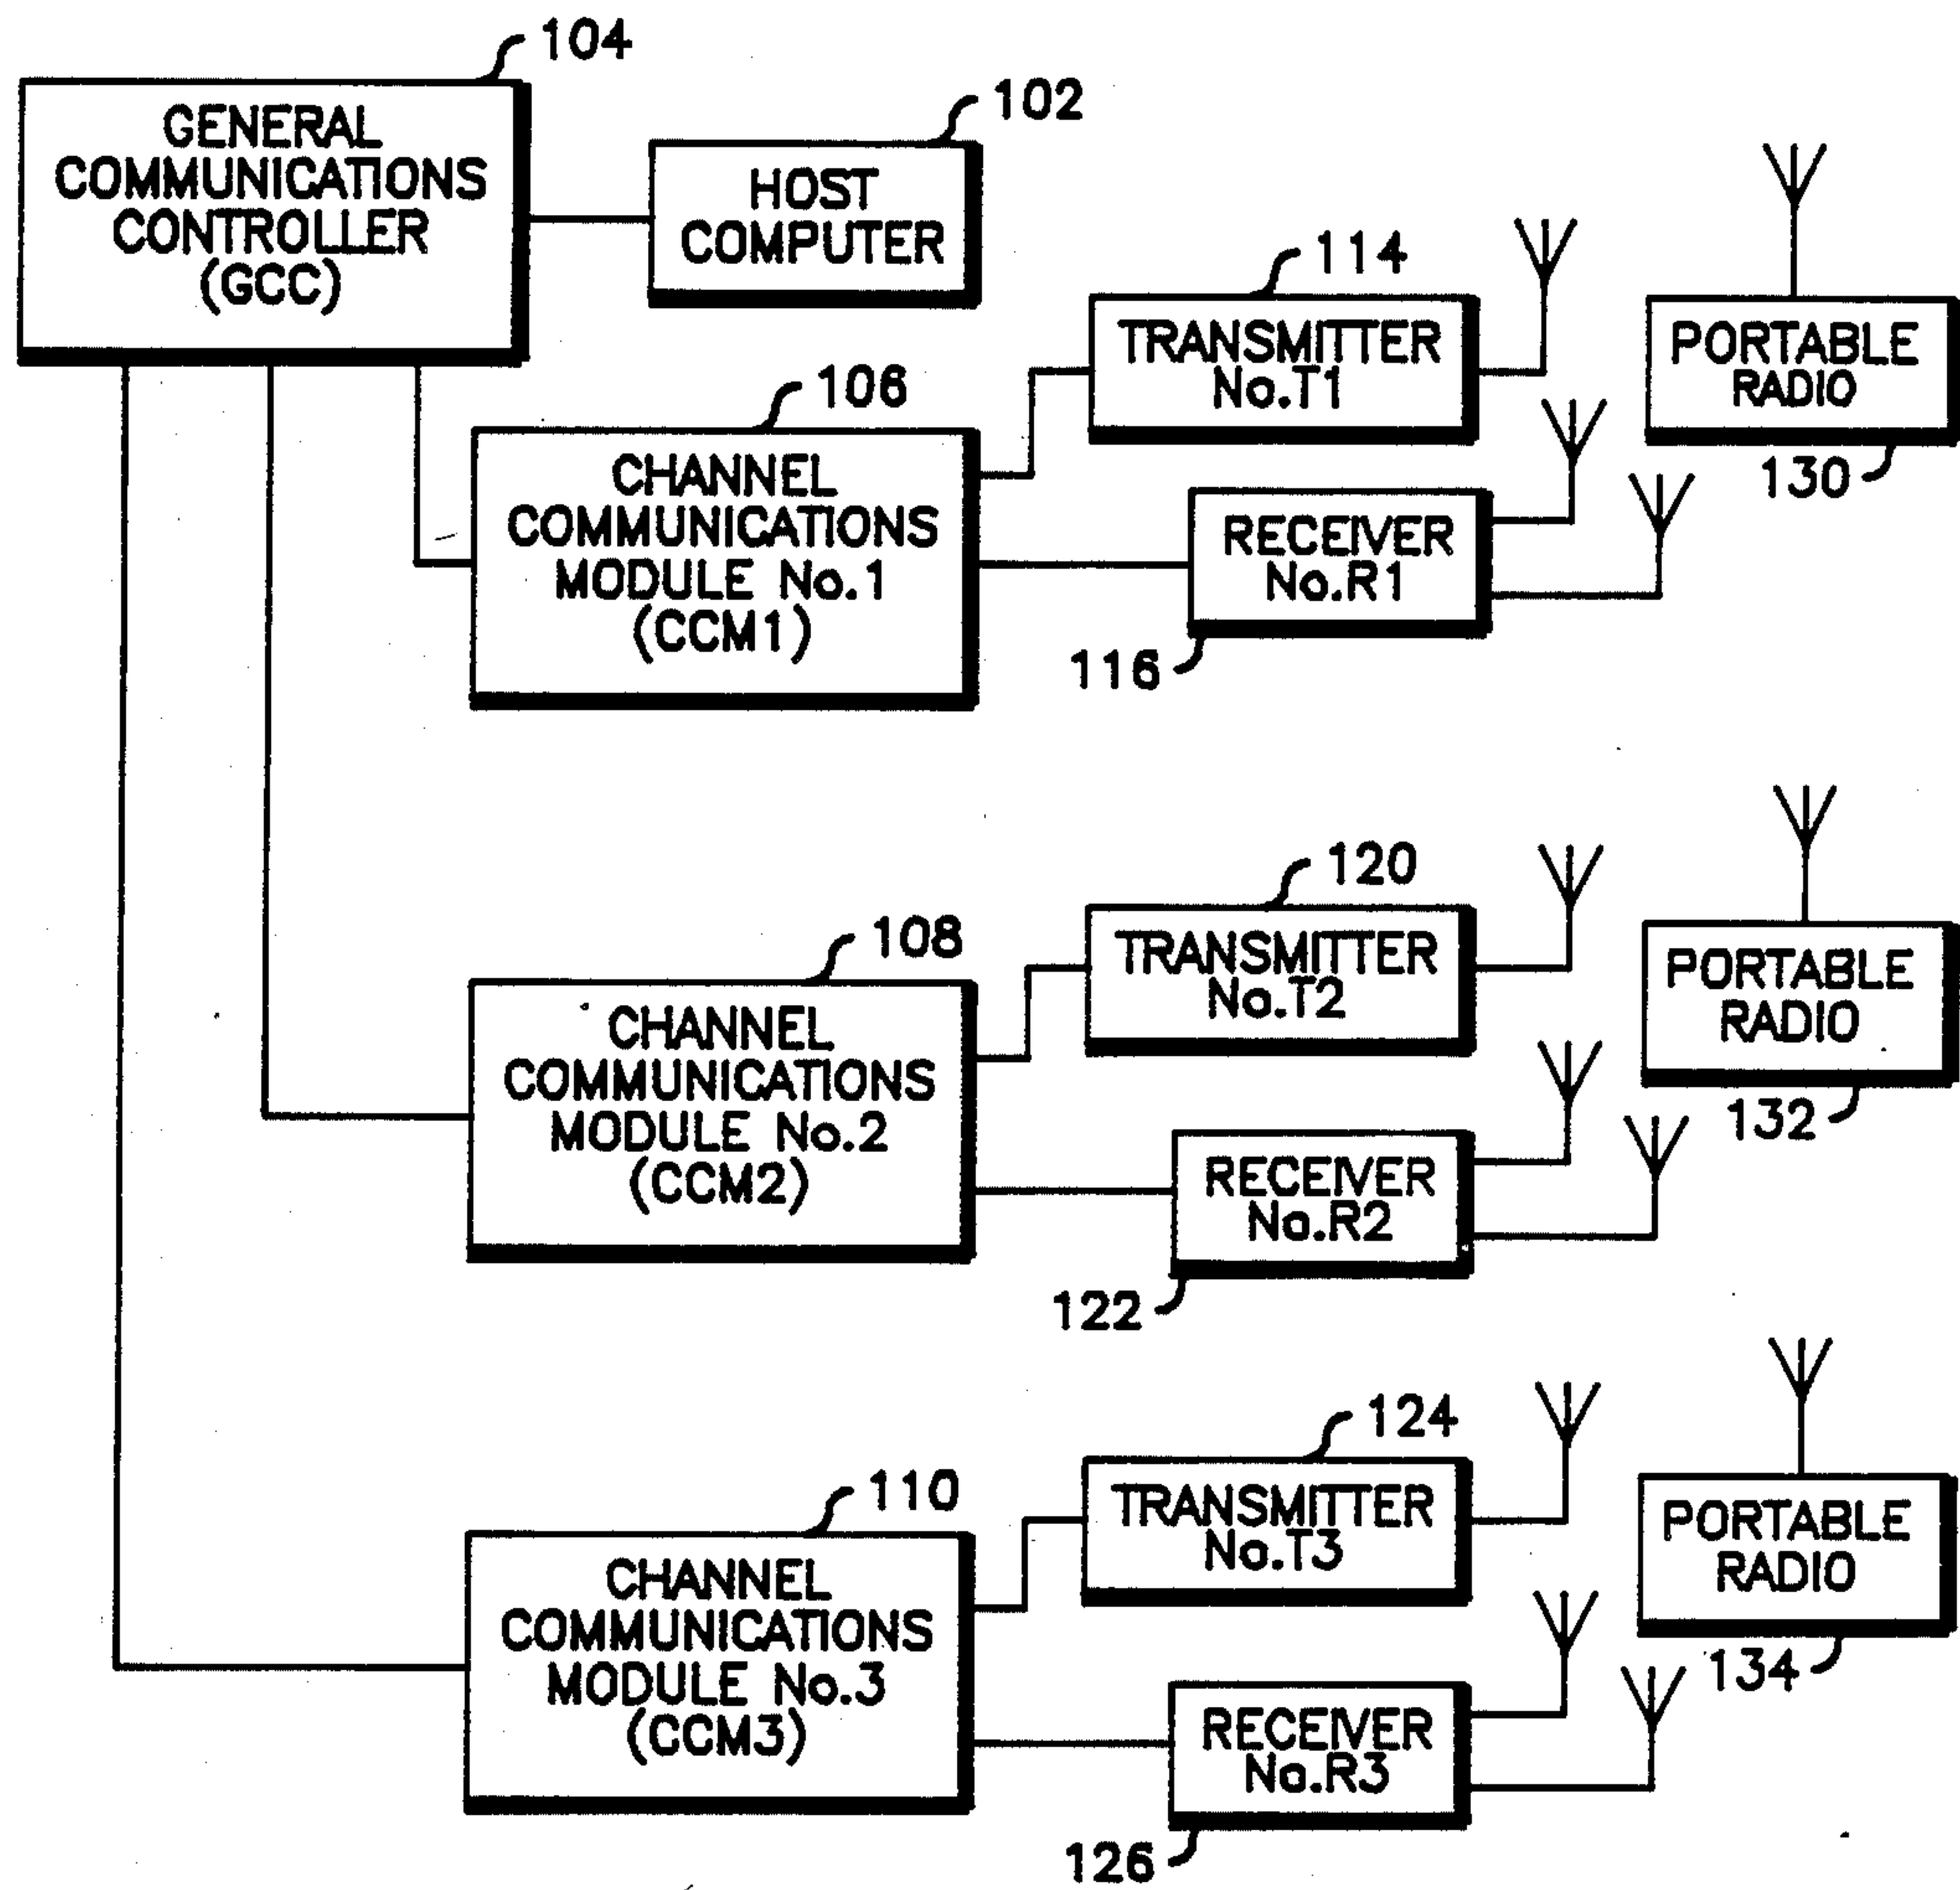 104
GENERAL
COMMUNICATIONS
CONTROLLER
(GCC)
102
HOST
COMPUTER
114
TRANSMITTER
No.T1
PORTABLE
RADIO
130
106
CHANNEL
COMMUNICATIONS
MODULE No.1
(CCM1)
RECEIVER
No.R1
116
120
TRANSMITTER
No.T2
PORTABLE
RADIO
132
108
CHANNEL
COMMUNICATIONS
MODULE No.2
(CCM2)
RECEIVER
No.R2
122
124
TRANSMITTER
No.T3
PORTABLE
RADIO
134
110
CHANNEL
COMMUNICATIONS
MODULE No.3
(CCM3)
RECEIVER
No.R3
126